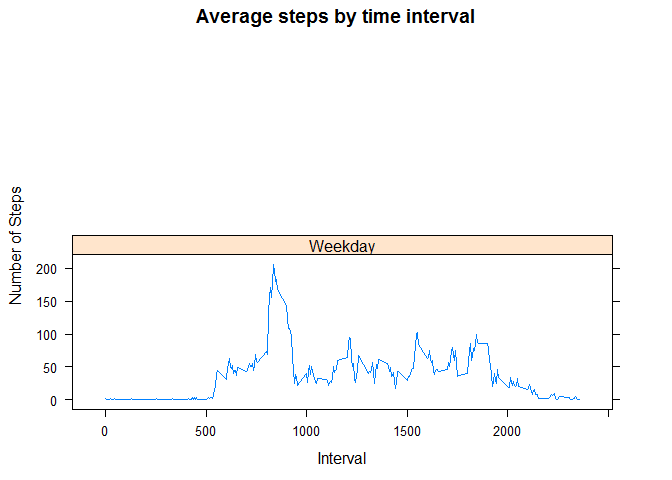 Average steps by time interval
Number of Steps
Weekday
200
150
100
50
0
0 500 1000 1500 2000
Interval